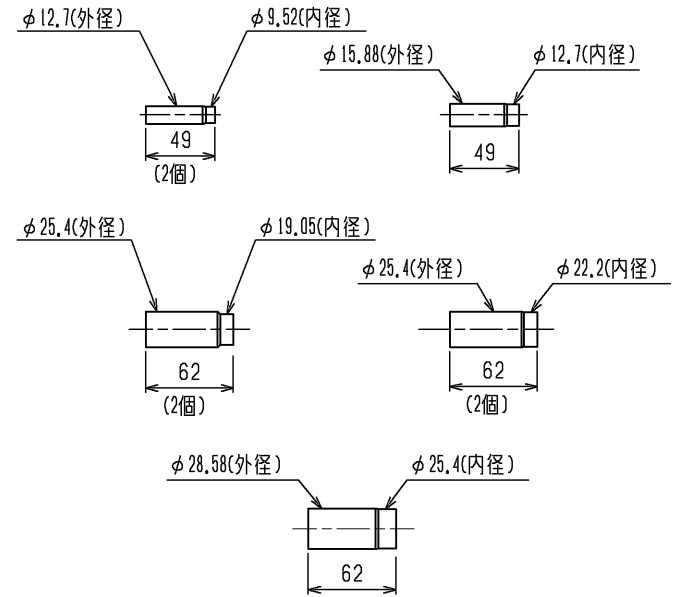 φ12.7(外径)
φ9.52(内径)
49
(2個)
φ15.88(外径)
φ12.7(内径)
49
φ25.4(外径)
φ19.05(内径)
62
(2個)
φ25.4(外径)
φ22.2(内径)
62
(2個)
φ28.58(外径)
φ25.4(内径)
62